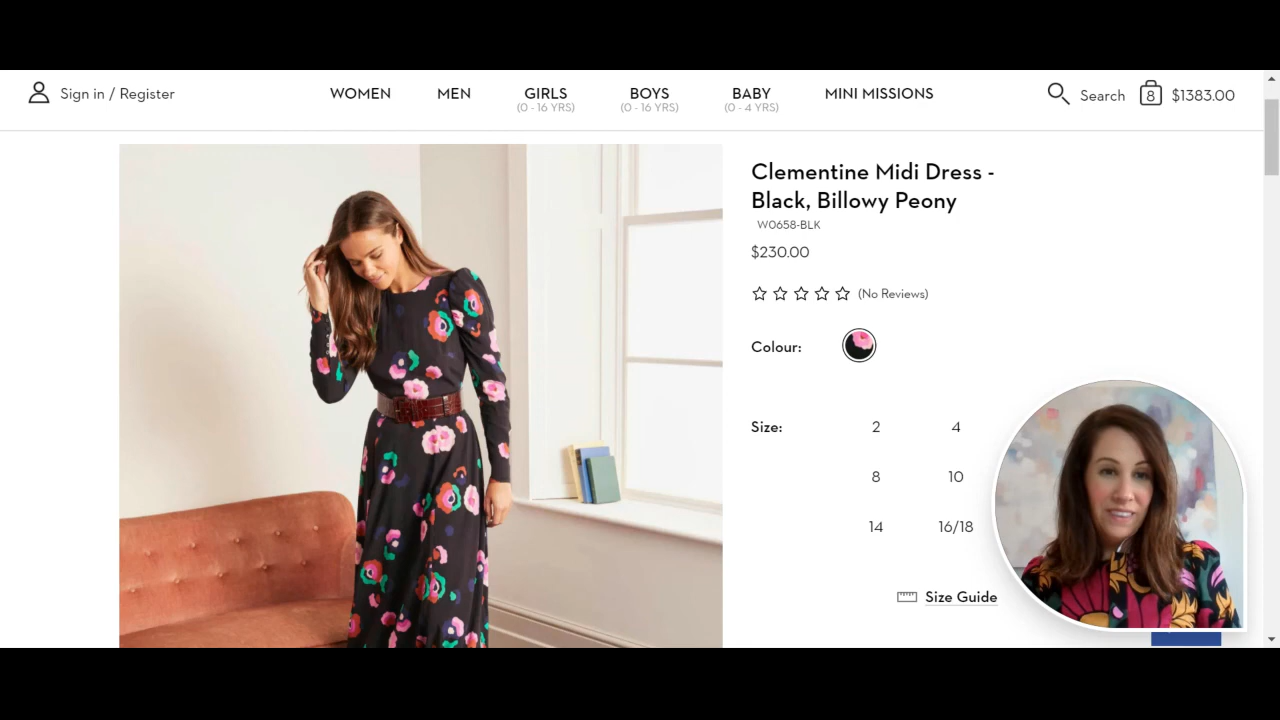 Sign in / Register
WOMEN
MEN
GIRLS
(0 - 16 YRS)
BOYS
(0 - 16 YRS)
BABY
(0 - 4 YRS)
MINI MISSIONS
Search
8
$1383.00
Clementine Midi Dress -
Black, Billowy Peony
W0658-BLK
$230.00
(No Reviews)
Colour:
Size:
2
4
8
10
14
16/18
Size Guide